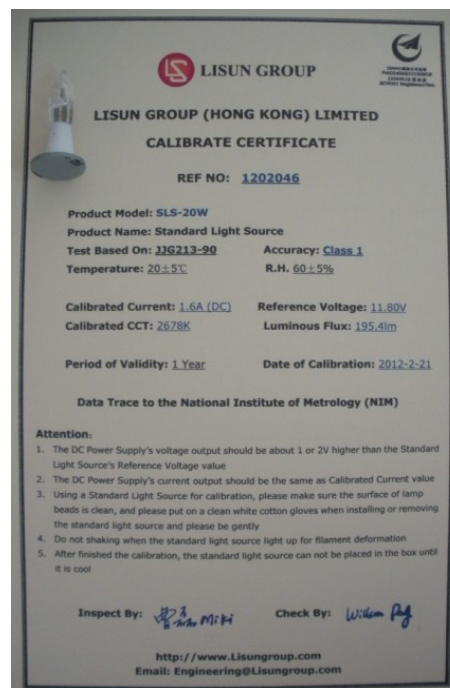 LISUN GROUP
LISUN GROUP (HONG KONG) LIMITED
CALIBRATE CERTIFICATE
REF NO: 1202046
Product Model: SLS-20W
Product Name: Standard Light Source
Test Based On: JJG213-90 Accuracy: Class 1
Temperature: 20±5℃ R.H. 60±5%
Calibrated Current: 1.6A (DC) Reference Voltage: 11.80V
Calibrated CCT: 2678K Luminous Flux: 195.4lm
Period of Validity: 1 Year Date of Calibration: 2012-2-21
Data Trace to the National Institute of Metrology (NIM)
Attention:
1. The DC Power Supply's voltage output should be about 1 or 2V higher than the Standard
Light Source's Reference Voltage value
2. The DC Power Supply's current output should be the same as Calibrated Current value
3. Using a Standard Light Source for calibration, please make sure the surface of lamp
beads is clean, and please put on a clean white cotton gloves when installing or removing
the standard light source and please be gently
4. Do not shaking when the standard light source light up for filament deformation
5. After finished the calibration, the standard light source can not be placed in the box until
it is cool
Inspect By: Miki Check By: William
http://www.Lisungroup.com
Email: Engineering@Lisungroup.com